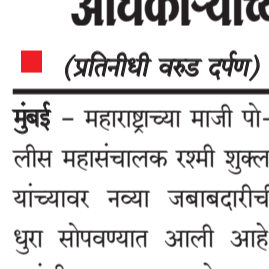 (प्रतिनीधी वरुड दर्पण)
मुंबई – महाराष्ट्राच्या माजी पो-
लीस महासंचालक रश्मी शुक्ल
यांच्यावर नव्या जबाबदारीची
धुरा सोपवण्यात आली आहे